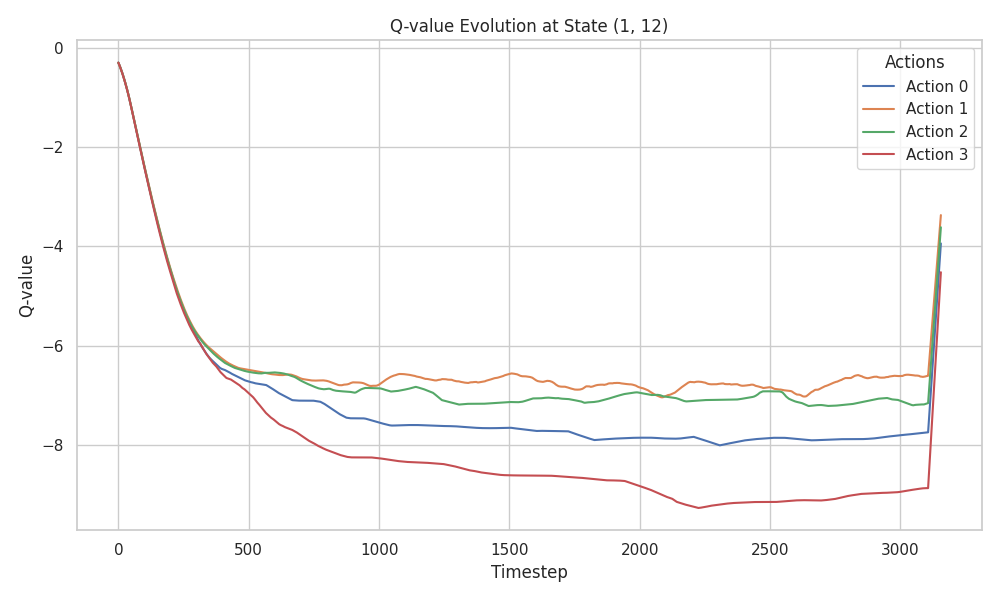 Q-value Evolution at State (1, 12)
Actions
Action 0
Action 1
Action 2
Action 3
Q-value
0
−2
−4
−6
−8
0
500
1000
1500
2000
2500
3000
Timestep